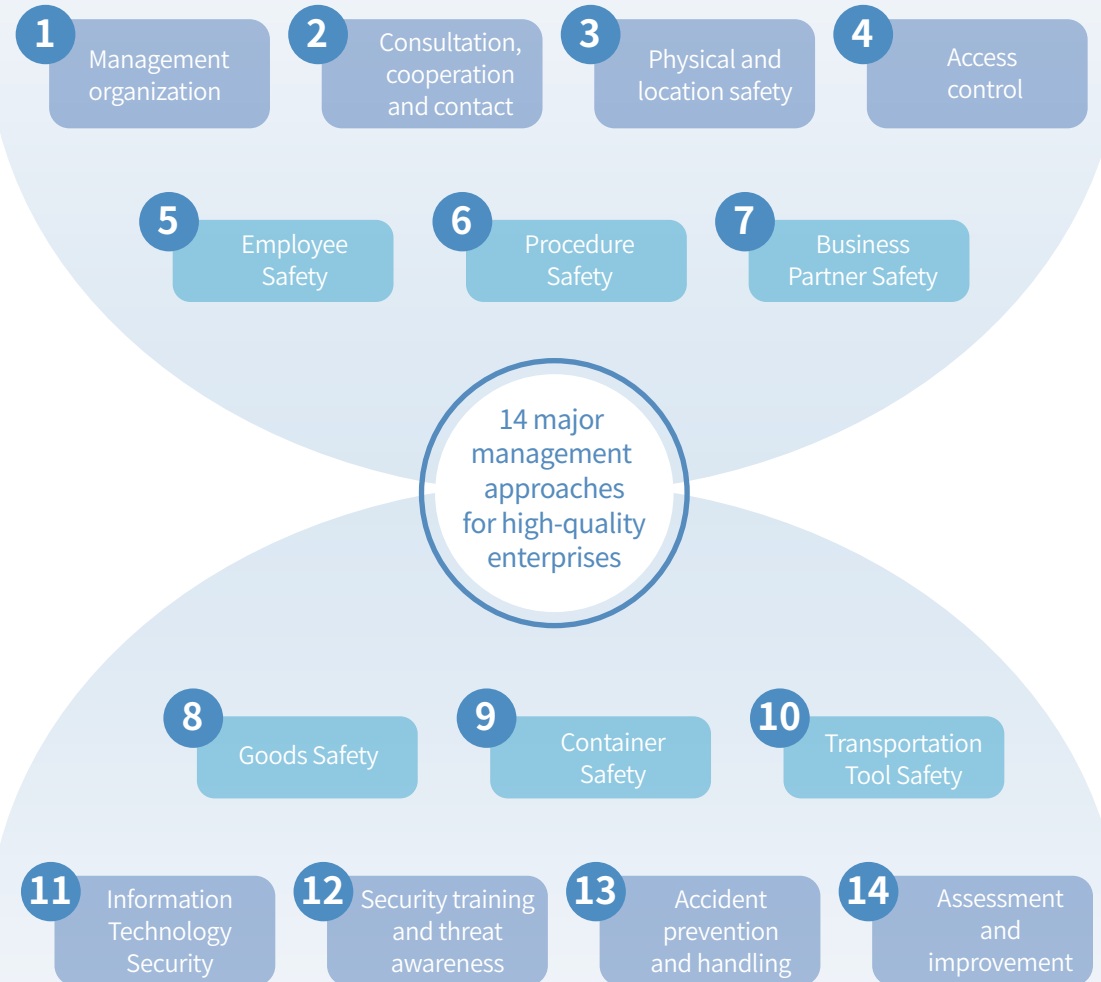 1
Management
organization
2
Consultation,
cooperation
and contact
3
Physical and
location safety
4
Access
control
5
Employee
Safety
6
Procedure
Safety
7
Business
Partner Safety
14 major
management
approaches
for high-quality
enterprises
8
Goods Safety
9
Container
Safety
10
Transportation
Tool Safety
11
Information
Technology
Security
12
Security training
and threat
awareness
13
Accident
prevention
and handling
14
Assessment
and
improvement